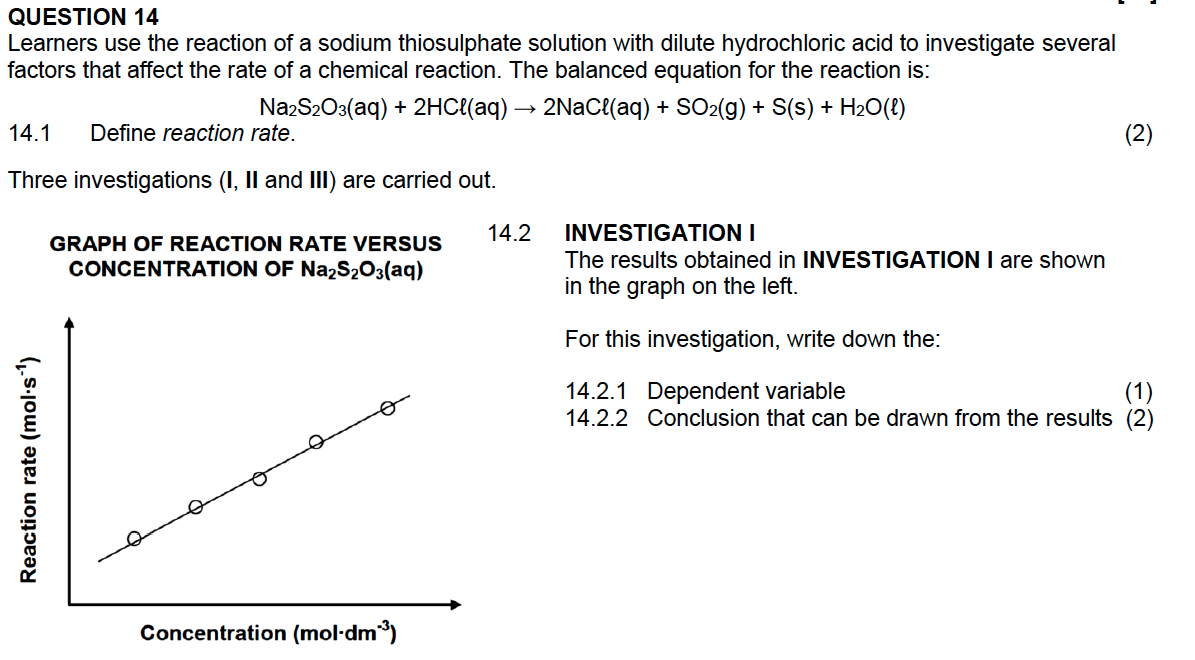 QUESTION 14
Learners use the reaction of a sodium thiosulphate solution with dilute hydrochloric acid to investigate several
factors that affect the rate of a chemical reaction. The balanced equation for the reaction is:
Na2S2O3(aq) + 2HCℓ(aq) → 2NaCℓ(aq) + SO2(g) + S(s) + H2O(ℓ)
14.1 Define reaction rate. (2)
Three investigations (I, II and III) are carried out.
GRAPH OF REACTION RATE VERSUS
CONCENTRATION OF Na₂S₂O₃(aq)
Reaction rate (mol·s⁻¹)
Concentration (mol·dm⁻³)
14.2 INVESTIGATION I
The results obtained in INVESTIGATION I are shown
in the graph on the left.
For this investigation, write down the:
14.2.1 Dependent variable (1)
14.2.2 Conclusion that can be drawn from the results (2)